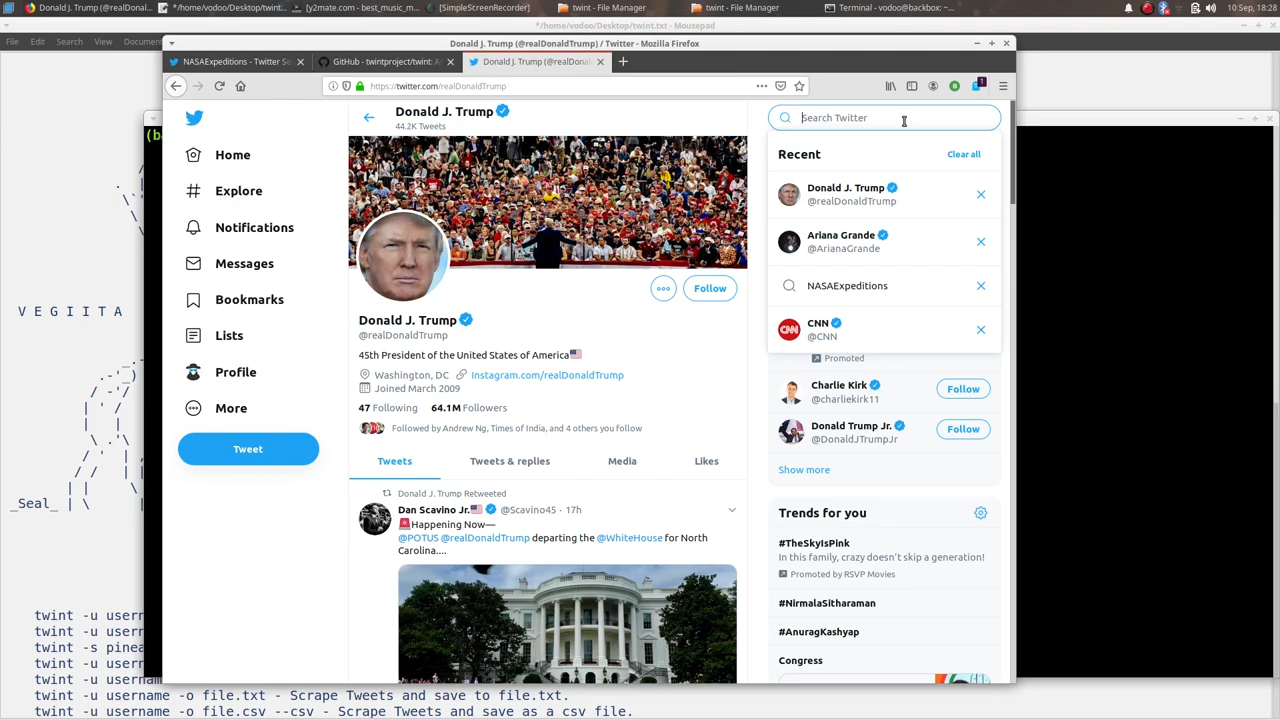 Donald J. Trump (@realDonal...
*/home/vodoo/Desktop/twint...
[y2mate.com - best_music_m...
[SimpleScreenRecorder]
twint - File Manager
twint - File Manager
Terminal - vodoo@backbox: ~...
10 Sep, 18:28
*/home/vodoo/Desktop/twint.txt - Mousepad
File Edit Search View Documen
Donald J. Trump (@realDonaldTrump) / Twitter - Mozilla Firefox
NASAExpeditions - Twitter Se
GitHub - twintproject/twint: A
Donald J. Trump (@realDonal
https://twitter.com/realDonaldTrump
1
Donald J. Trump
44.2K Tweets
Search Twitter
Home
Explore
Notifications
Messages
Bookmarks
Lists
Profile
More
Tweet
Recent
Clear all
Donald J. Trump
@realDonaldTrump
Ariana Grande
@ArianaGrande
NASAExpeditions
CNN
@CNN
Follow
Donald J. Trump
@realDonaldTrump
45th President of the United States of America
Washington, DC Instagram.com/realDonaldTrump
Joined March 2009
47 Following 64.1M Followers
Followed by Andrew Ng, Times of India, and 4 others you follow
Tweets Tweets & replies Media Likes
Donald J. Trump Retweeted
Dan Scavino Jr. @Scavino45 · 17h
Happening Now—
@POTUS @realDonaldTrump departing the @WhiteHouse for North
Carolina....
Promoted
Charlie Kirk
@charliekirk11
Follow
Donald Trump Jr.
@DonaldJTrumpJr
Follow
Show more
Trends for you
#TheSkyIsPink
In this family, crazy doesn't skip a generation!
Promoted by RSVP Movies
#NirmalaSitharaman
#AnuragKashyap
Congress
(b
V E G I I T A
_Seal_
twint -u usern
twint -u usern
twint -s pinea
twint -u usern
twint -u usern
twint -u username -o file.txt - Scrape Tweets and save to file.txt.
twint -u username -o file.csv --csv - Scrape Tweets and save as a csv file.